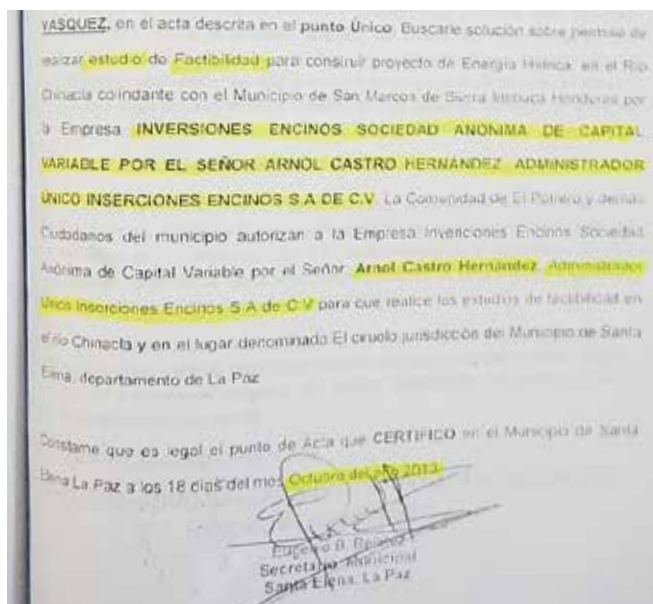 VASQUEZ, en el acta descrita en el punto Único. Buscarle solución sobre permiso de
realizar estudio de Factibilidad para construir proyecto de Energía Hídrica en el Rio
Chinacla colindante con el Municipio de San Marcos de Sierra Intibuca Honduras por
la Empresa INVERSIONES ENCINOS SOCIEDAD ANONIMA DE CAPITAL
VARIABLE POR EL SEÑOR ARNOL CASTRO HERNÁNDEZ ADMINISTRADOR
ÚNICO INSERCIONES ENCINOS S.A DE C.V. La Comunidad de El Potrero y demás
Ciudadanos del municipio autorizan a la Empresa Invenciones Encinos Sociedad
Anónima de Capital Variable por el Señor Arnol Castro Hernández, Administrador
Único Inserciones Encinos S A de C.V para que realice los estudios de factibilidad en
el rio Chinacla y en el lugar denominado El ciruelo jurisdicción del Municipio de Santa
Elena, departamento de La Paz
Constame que es legal el punto de Acta que CERTIFICO en el Municipio de Santa
Elena La Paz a los 18 días del mes Octubre del año 2013
Eugenio B.
Secretario Municipal
Santa Elena, La Paz